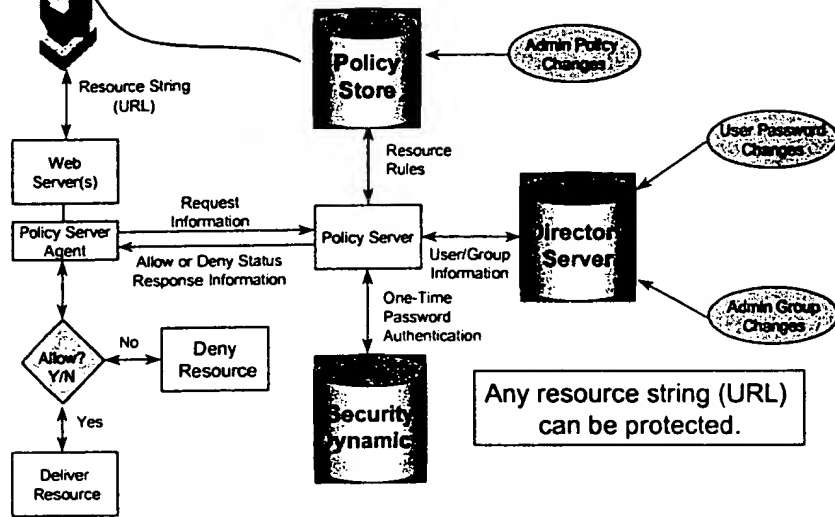 Resource String
(URL)
Policy
Store
Admin Policy
Changes
Web
Server(s)
Resource
Rules
User Password
Changes
Policy Server
Agent
Request
Information
Allow or Deny Status
Response Information
Policy Server
User/Group
Information
Director
Server
One-Time
Password
Authentication
Admin Group
Changes
Allow?
Y/N
No
Deny
Resource
Yes
Deliver
Resource
Security
Dynamic
Any resource string (URL)
can be protected.